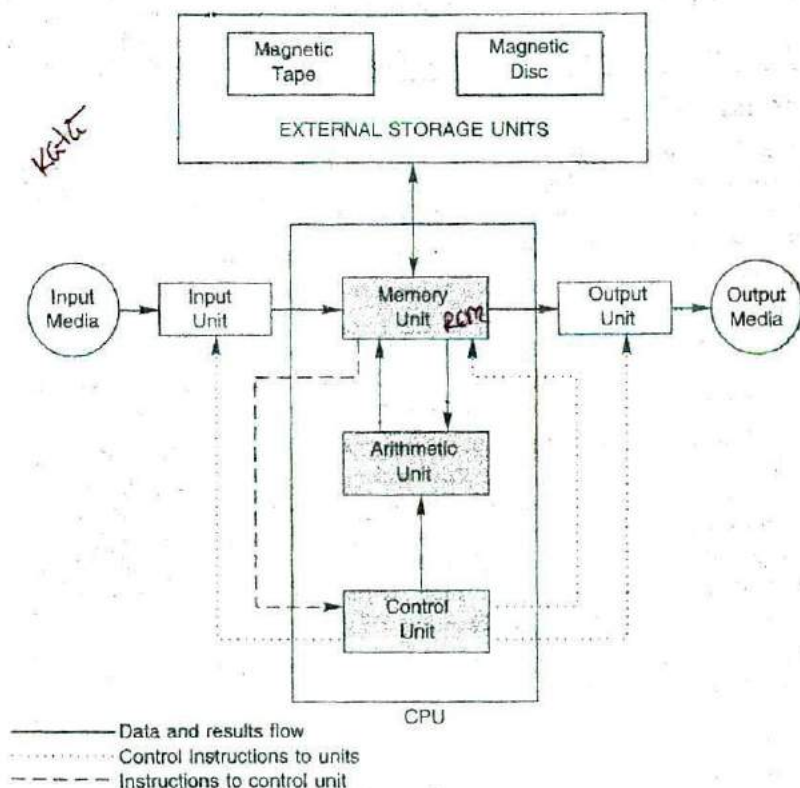 Magnetic
Tape
Magnetic
Disc
EXTERNAL STORAGE UNITS
Input
Media
Input
Unit
Memory
Unit
Output
Unit
Output
Media
Arithmetic
Unit
Control
Unit
CPU
Data and results flow
Control Instructions to units
Instructions to control unit